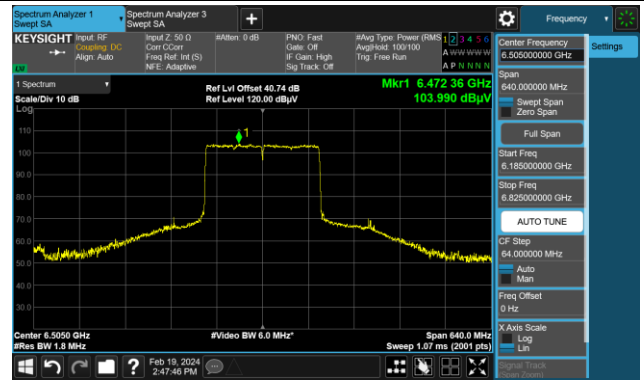 Spectrum Analyzer 1
Swept SA
Spectrum Analyzer 3
Swept SA
+
Frequency
KEYSIGHT
Input: RF
Coupling: DC
Align: Auto
Input Z: 50 Ω
Corr CCorr
Freq Ref: Int (S)
NFE: Adaptive
#Atten: 0 dB
PNO: Fast
Gate: Off
IF Gain: High
Sig Track: Off
#Avg Type: Power (RMS
Avg|Hold: 100/100
Trig: Free Run
1 2 3 4 5 6
A W W W W W
A P N N N N
LM
1 Spectrum
Scale/Div 10 dB
Log
Ref Lvl Offset 40.74 dB
Ref Level 120.00 dBµV
Mkr1 6.472 36 GHz
103.990 dBµV
110
100
90.0
80.0
70.0
60.0
50.0
40.0
30.0
1
Center 6.5050 GHz
#Res BW 1.8 MHz
#Video BW 6.0 MHz*
Span 640.0 MHz
Sweep 1.07 ms (2001 pts)
Feb 19, 2024
2:47:46 PM
?
Center Frequency
6.505000000 GHz
Settings
Span
640.000000 MHz
Swept Span
Zero Span
Full Span
Start Freq
6.185000000 GHz
Stop Freq
6.825000000 GHz
AUTO TUNE
CF Step
64.000000 MHz
Auto
Man
Freq Offset
0 Hz
X Axis Scale
Log
Lin
Signal Track
(Span Zoom)